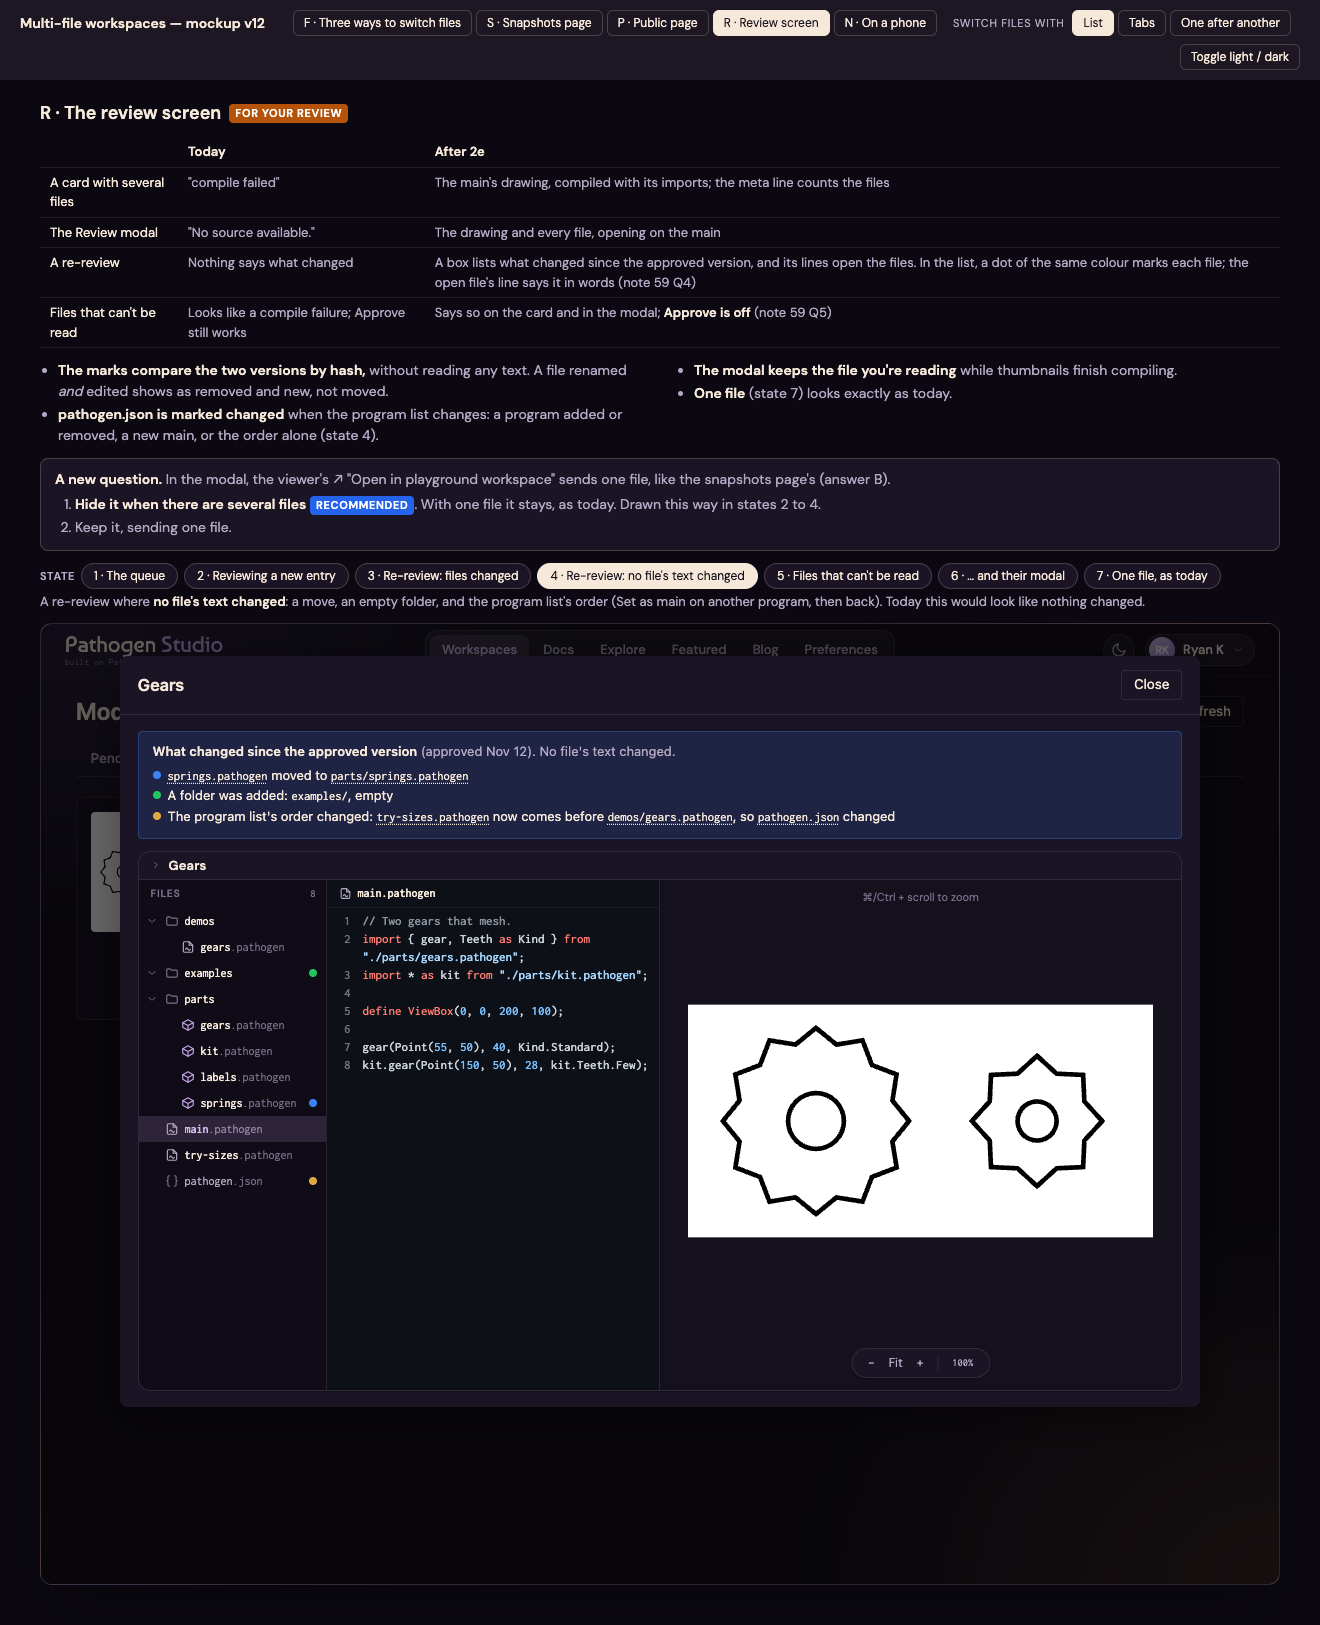 Multi-file workspaces — mockup v12
F · Three ways to switch files
S · Snapshots page
P · Public page
R · Review screen
N · On a phone
SWITCH FILES WITH
List
Tabs
One after another
Toggle light / dark
R · The review screen FOR YOUR REVIEW
Today After 2e
A card with several files
"compile failed"
The main's drawing, compiled with its imports; the meta line counts the files
The Review modal
"No source available."
The drawing and every file, opening on the main
A re-review
Nothing says what changed
A box lists what changed since the approved version, and its lines open the files. In the list, a dot of the same colour marks each file; the
open file's line says it in words (note 59 Q4)
Files that can't be read
Looks like a compile failure; Approve
still works
Says so on the card and in the modal; Approve is off (note 59 Q5)
• The marks compare the two versions by hash, without reading any text. A file renamed
and edited shows as removed and new, not moved.
• pathogen.json is marked changed when the program list changes: a program added or
removed, a new main, or the order alone (state 4).
• The modal keeps the file you're reading while thumbnails finish compiling.
• One file (state 7) looks exactly as today.
A new question. In the modal, the viewer's ↗ "Open in playground workspace" sends one file, like the snapshots page's (answer B).
1. Hide it when there are several files RECOMMENDED. With one file it stays, as today. Drawn this way in states 2 to 4.
2. Keep it, sending one file.
STATE
1 · The queue
2 · Reviewing a new entry
3 · Re-review: files changed
4 · Re-review: no file's text changed
5 · Files that can't be read
6 · … and their modal
7 · One file, as today
A re-review where no file's text changed: a move, an empty folder, and the program list's order (Set as main on another program, then back). Today this would look like nothing changed.
Pathogen Studio
built on Pa
Workspaces
Docs
Explore
Featured
Blog
Preferences
RK Ryan K
Mod
fresh
Pend
Gears
Close
What changed since the approved version (approved Nov 12). No file's text changed.
springs.pathogen moved to parts/springs.pathogen
A folder was added: examples/, empty
The program list's order changed: try-sizes.pathogen now comes before demos/gears.pathogen, so pathogen.json changed
Gears
FILES 8
demos
gears.pathogen
examples
parts
gears.pathogen
kit.pathogen
labels.pathogen
springs.pathogen
main.pathogen
try-sizes.pathogen
{} pathogen.json
main.pathogen
1 // Two gears that mesh.
2 import { gear, Teeth as Kind } from
"./parts/gears.pathogen";
3 import * as kit from "./parts/kit.pathogen";
4
5 define ViewBox(0, 0, 200, 100);
6
7 gear(Point(55, 50), 40, Kind.Standard);
8 kit.gear(Point(150, 50), 28, kit.Teeth.Few);
⌘/Ctrl + scroll to zoom
− Fit + 100%